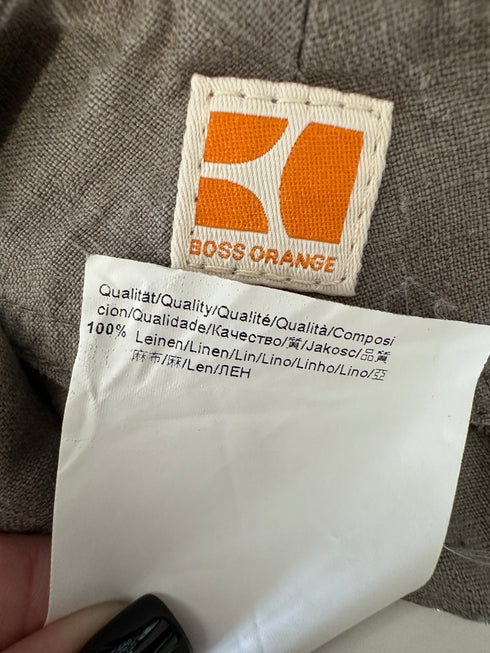 BOSS ORANGE
Qualität/Quality/Qualité/Qualità/Composi
cion/Qualidade/Качество/質/Jakosc/品質
100% Leinen/Linen/Lin/Lino/Linho/Lino/亞
麻布/麻/Len/ЛЕН